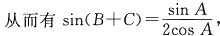 从而有 sin(B+C)=sin A/2cos A,